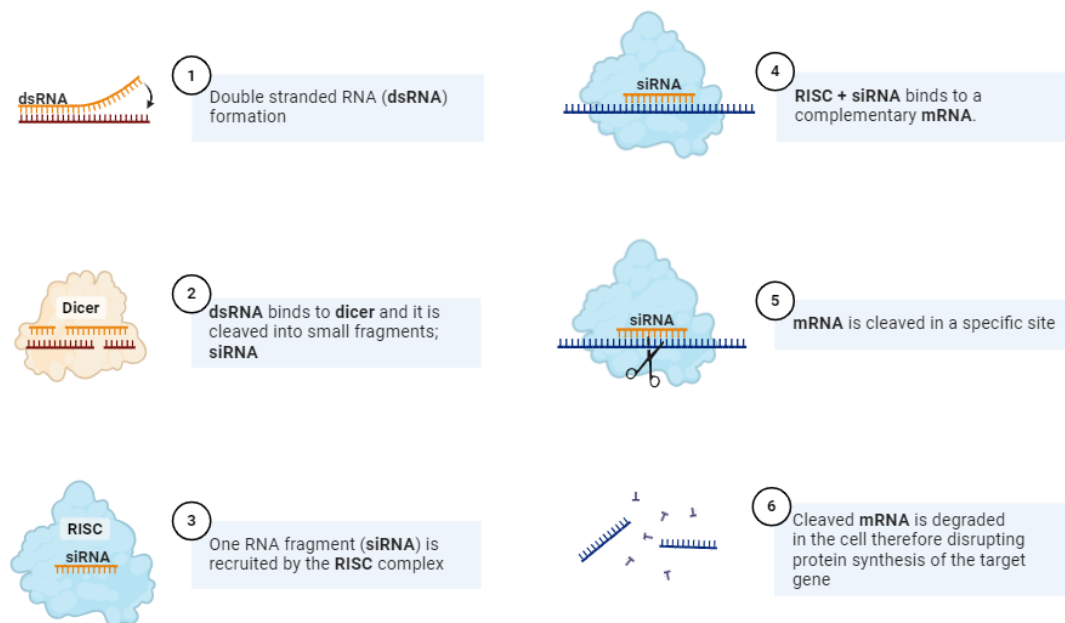 dsRNA
1
Double stranded RNA (dsRNA)
formation
Dicer
2
dsRNA binds to dicer and it is
cleaved into small fragments;
siRNA
RISC
siRNA
3
One RNA fragment (siRNA) is
recruited by the RISC complex
siRNA
4
RISC + siRNA binds to a
complementary mRNA.
siRNA
5
mRNA is cleaved in a specific site
6
Cleaved mRNA is degraded
in the cell therefore disrupting
protein synthesis of the target
gene